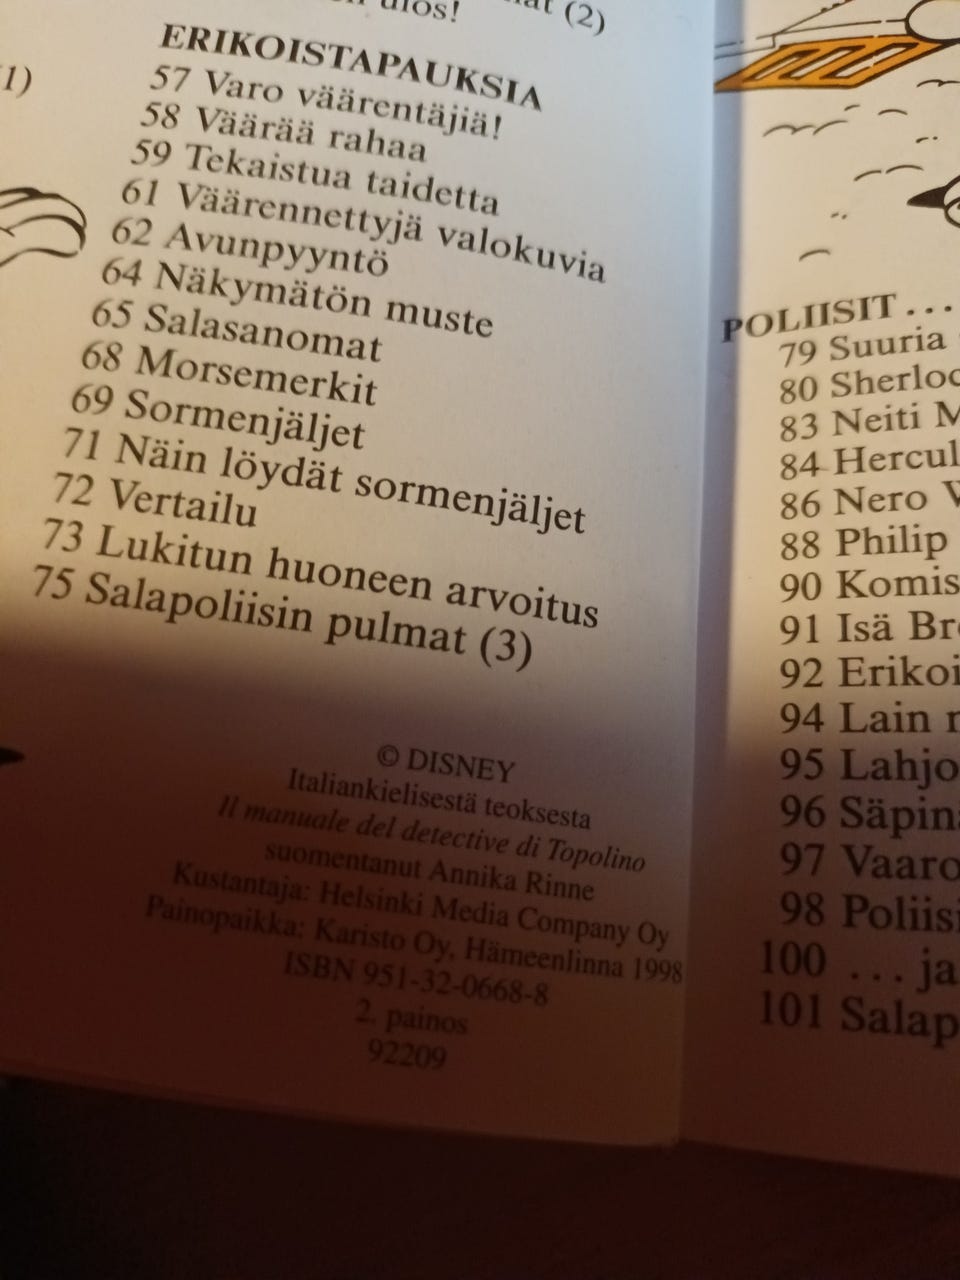 ulos!
(2)
1)
ERIKOISTAPAUKSIA
57 Varo väärentäjiä!
58 Väärää rahaa
59 Tekaistua taidetta
61 Väärennettyjä valokuvia
62 Avunpyyntö
64 Näkymätön muste
65 Salasanomat
68 Morsemerkit
69 Sormenjäljet
71 Näin löydät sormenjäljet
72 Vertailu
73 Lukitun huoneen arvoitus
75 Salapoliisin pulmat (3)
© DISNEY
Italiankielisestä teoksesta
Il manuale del detective di Topolino
suomentanut Annika Rinne
Kustantaja: Helsinki Media Company Oy
Painopaikka: Karisto Oy, Hämeenlinna 1998
ISBN 951-32-0668-8
2. painos
92209
POLIISIT...
79 Suuria
80 Sherloc
83 Neiti M
84 Hercul
86 Nero
88 Philip
90 Komis
91 Isä Br
92 Erikoi
94 Lain
95 Lahjo
96 Säpin
97 Vaaro
98 Poliisi
100 ... ja
101 Salap